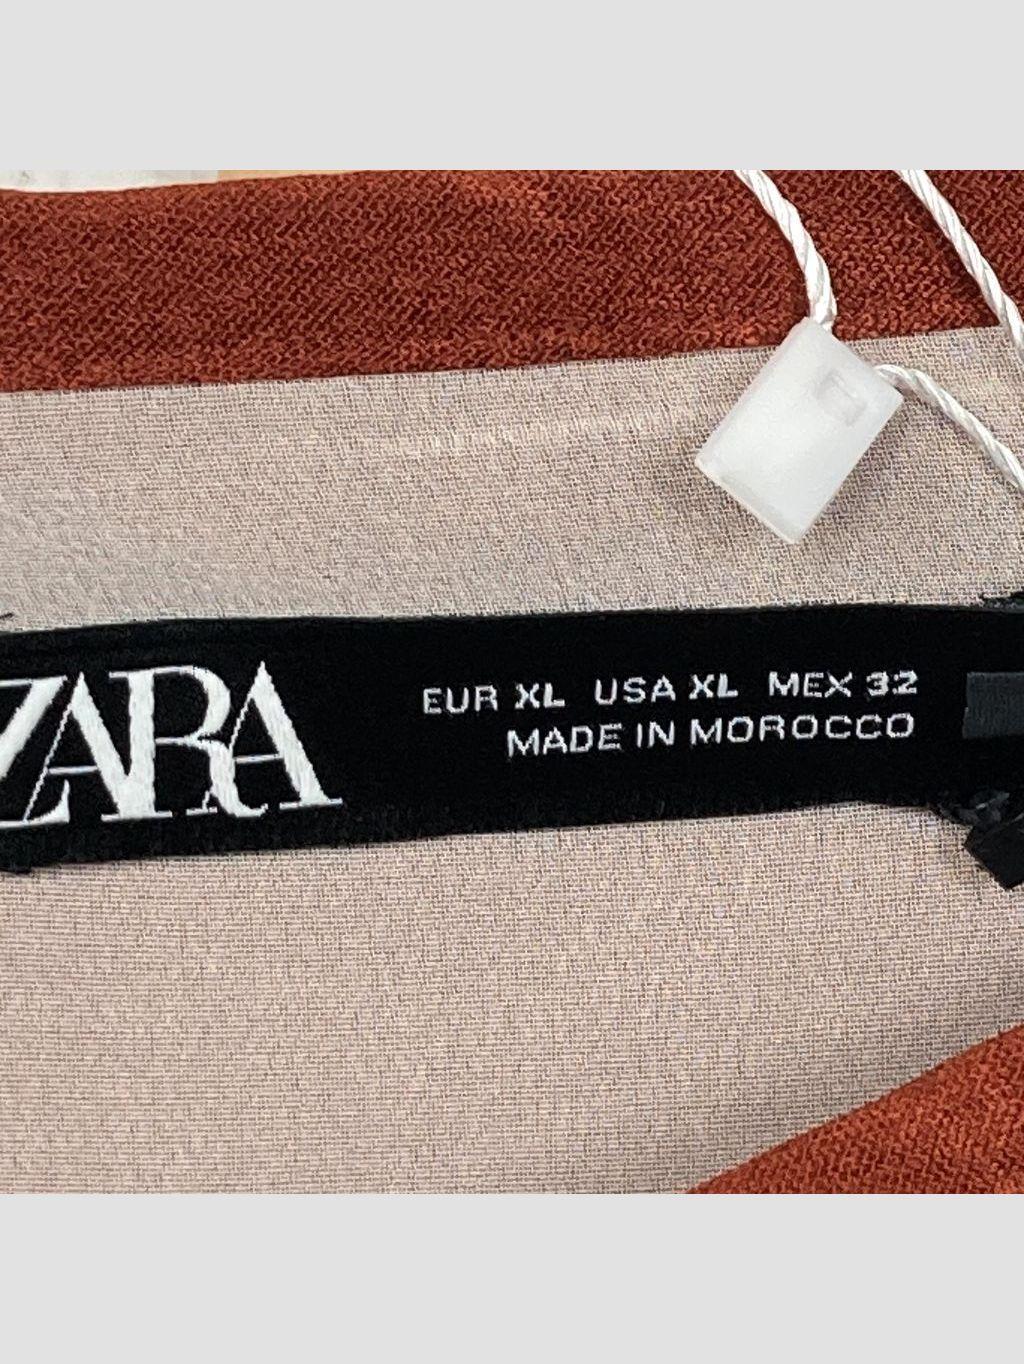 ZARA
EUR XL USA XL MEX 32
MADE IN MOROCCO